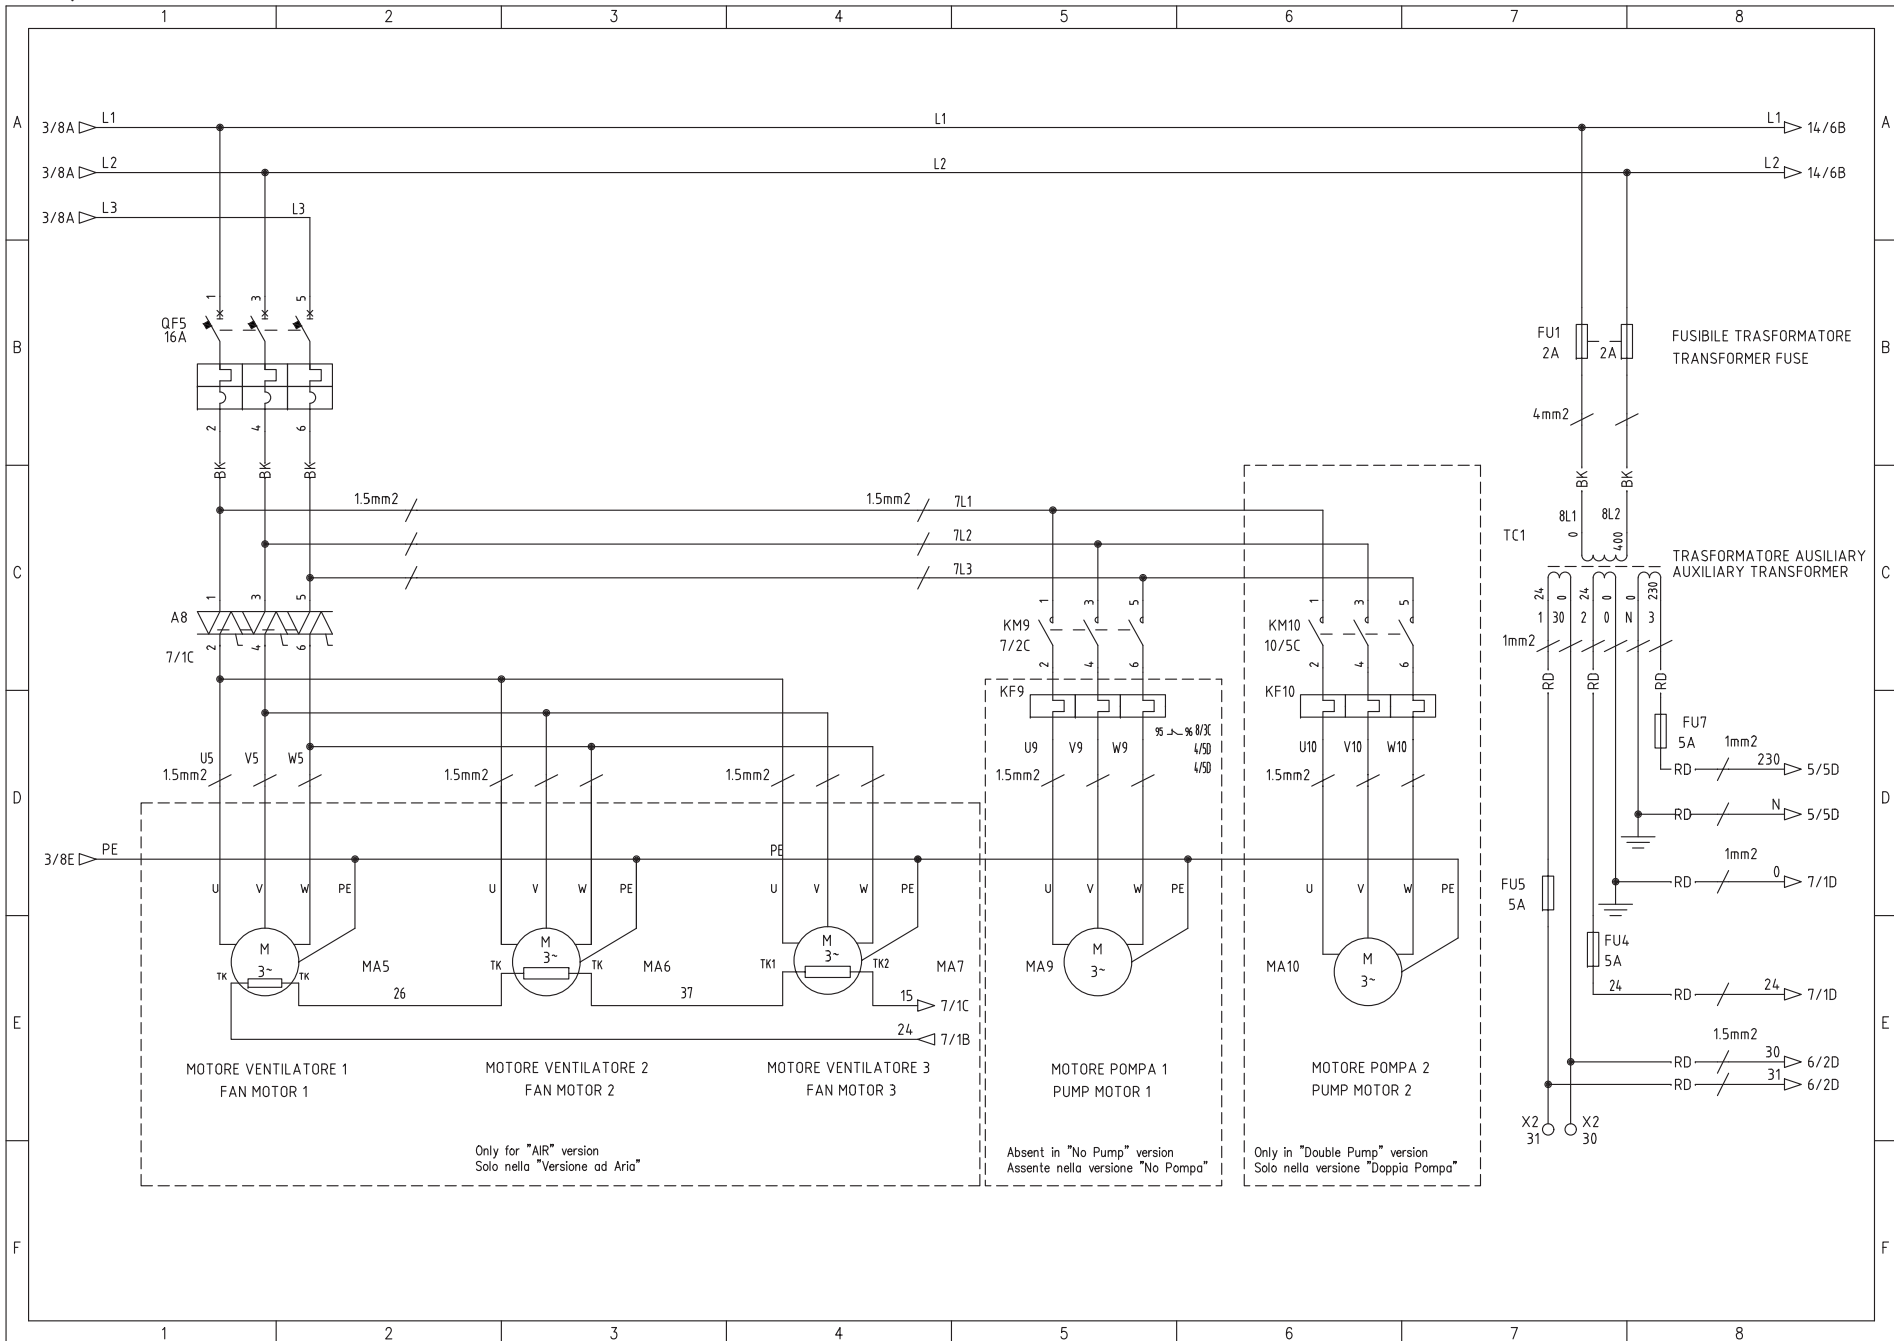 1 2 3 4 5 6 7 8
A 3/8A L1 L1 L1 14/6B A
3/8A L2 L2 L2 14/6B
3/8A L3 L3
1 3 5
QF5
16A
B B
FU1
2A 2A
FUSIBILE TRASFORMATORE
TRANSFORMER FUSE
2 4 6
4mm2
BK BK BK
BK BK
1.5mm2 1.5mm2 7L1
7L2
7L3
8L1 8L2
TC1 0 400
TRASFORMATORE AUSILIARY
AUXILIARY TRANSFORMER
C C
24 0 24 0 0 230
1 30 2 0 N 3
1mm2
1 3 5
A8
7/1C
2 4 6
1 3 5
KM9
7/2C
2 4 6
1 3 5
KM10
10/5C
2 4 6
RD RD RD
KF9
KF10
95 96 8/3C
4/5D
4/5D
FU7
5A
U5 V5 W5
1.5mm2 1.5mm2 1.5mm2
U9 V9 W9
1.5mm2
U10 V10 W10
1.5mm2
1mm2
RD 230 5/5D
D D
RD N 5/5D
3/8E PE PE
1mm2
RD 0 7/1D
U V W PE
U V W PE
U V W PE
U V W PE
U V W PE
FU5
5A
FU4
5A
M
3~
TK TK
MA5
M
3~
TK TK
MA6
M
3~
TK1 TK2
MA7
MA9
M
3~
MA10
M
3~
26 37 15 7/1C
24 7/1B
24 RD 24 7/1D
E E
1.5mm2
RD 30 6/2D
RD 31 6/2D
MOTORE VENTILATORE 1
FAN MOTOR 1
MOTORE VENTILATORE 2
FAN MOTOR 2
MOTORE VENTILATORE 3
FAN MOTOR 3
MOTORE POMPA 1
PUMP MOTOR 1
MOTORE POMPA 2
PUMP MOTOR 2
X2
31
X2
30
Only for "AIR" version
Solo nella "Versione ad Aria"
Absent in "No Pump" version
Assente nella versione "No Pompa"
Only in "Double Pump" version
Solo nella versione "Doppia Pompa"
F F
1 2 3 4 5 6 7 8